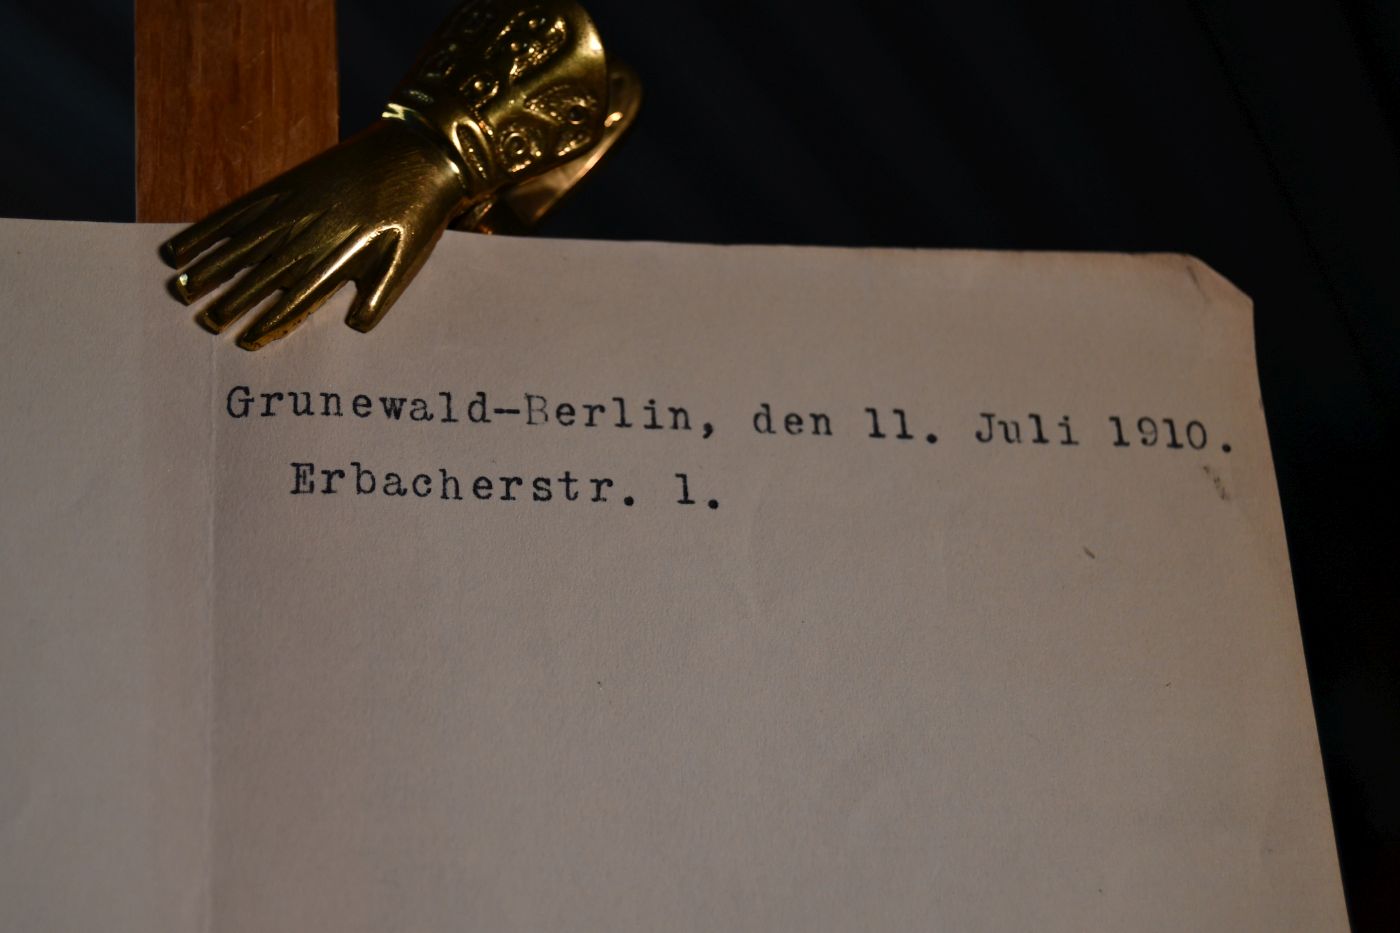 Grunewald-Berlin, den 11. Juli 1910.
Erbacherstr. 1.